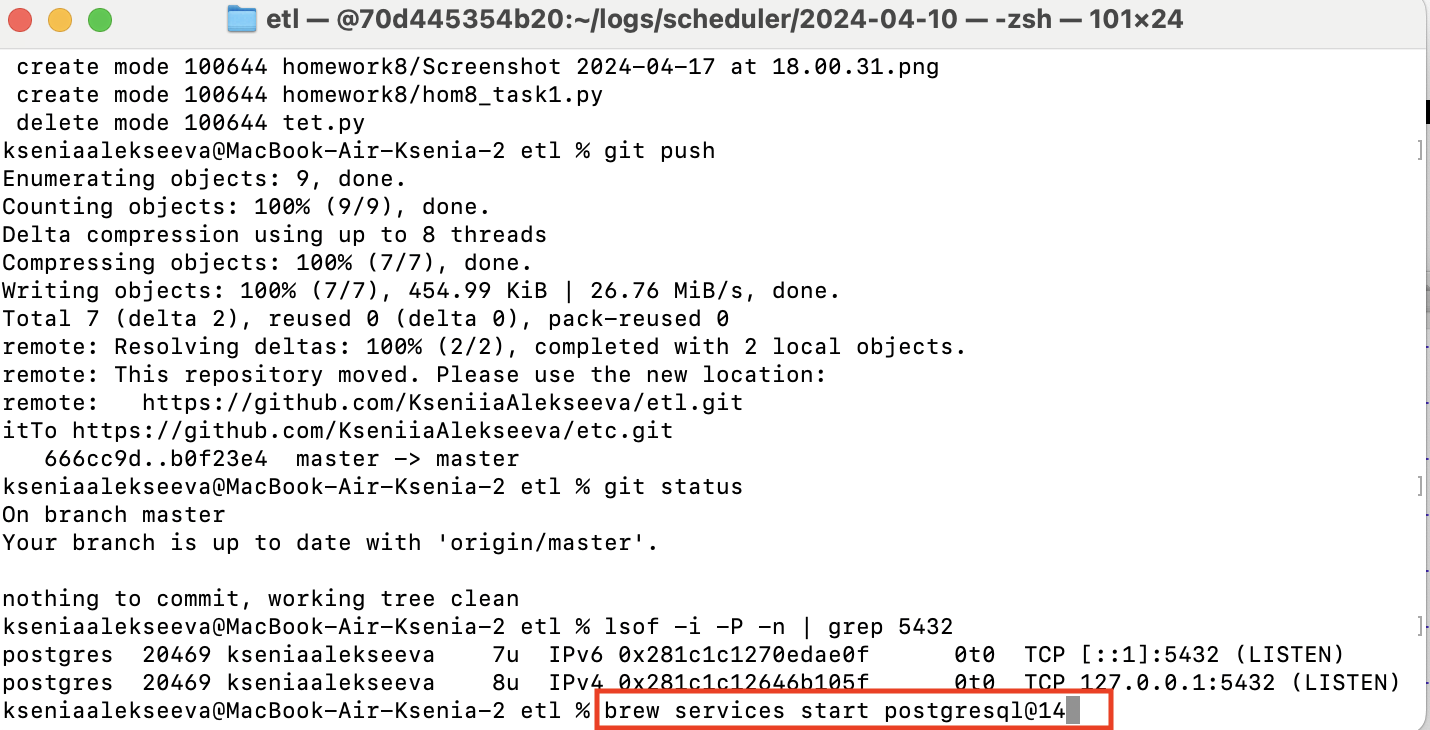 etl — @70d445354b20:~/logs/scheduler/2024-04-10 — -zsh — 101×24
create mode 100644 homework8/Screenshot 2024-04-17 at 18.00.31.png
create mode 100644 homework8/hom8_task1.py
delete mode 100644 tet.py
kseniaalekseeva@MacBook-Air-Ksenia-2 etl % git push ]
Enumerating objects: 9, done.
Counting objects: 100% (9/9), done.
Delta compression using up to 8 threads
Compressing objects: 100% (7/7), done.
Writing objects: 100% (7/7), 454.99 KiB | 26.76 MiB/s, done.
Total 7 (delta 2), reused 0 (delta 0), pack-reused 0
remote: Resolving deltas: 100% (2/2), completed with 2 local objects.
remote: This repository moved. Please use the new location:
remote:   https://github.com/KseniiaAlekseeva/etl.git
itTo https://github.com/KseniiaAlekseeva/etc.git
   666cc9d..b0f23e4  master -> master
kseniaalekseeva@MacBook-Air-Ksenia-2 etl % git status ]
On branch master
Your branch is up to date with 'origin/master'.
nothing to commit, working tree clean
kseniaalekseeva@MacBook-Air-Ksenia-2 etl % lsof -i -P -n | grep 5432 ]
postgres  20469 kseniaalekseeva    7u  IPv6 0x281c1c1270edae0f      0t0  TCP [::1]:5432 (LISTEN)
postgres  20469 kseniaalekseeva    8u  IPv4 0x281c1c12646b105f      0t0  TCP 127.0.0.1:5432 (LISTEN)
kseniaalekseeva@MacBook-Air-Ksenia-2 etl % brew services start postgresql@14